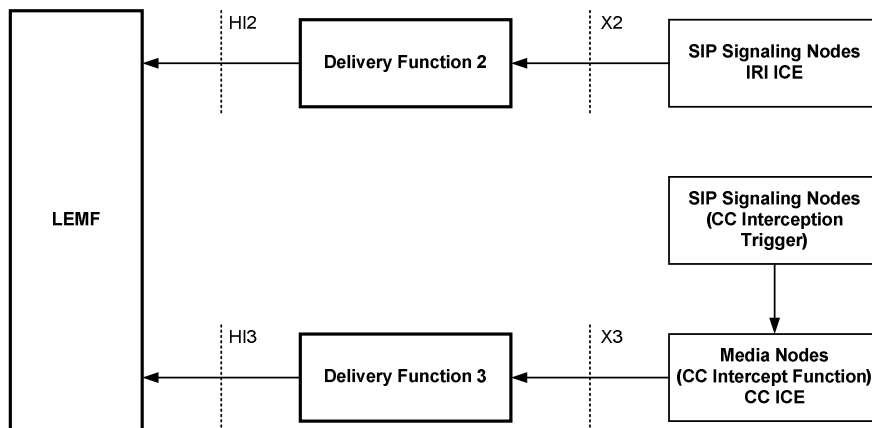 HI2
X2
Delivery Function 2
SIP Signaling Nodes
IRI ICE
LEMF
SIP Signaling Nodes
(CC Interception
Trigger)
HI3
X3
Delivery Function 3
Media Nodes
(CC Intercept Function)
CC ICE